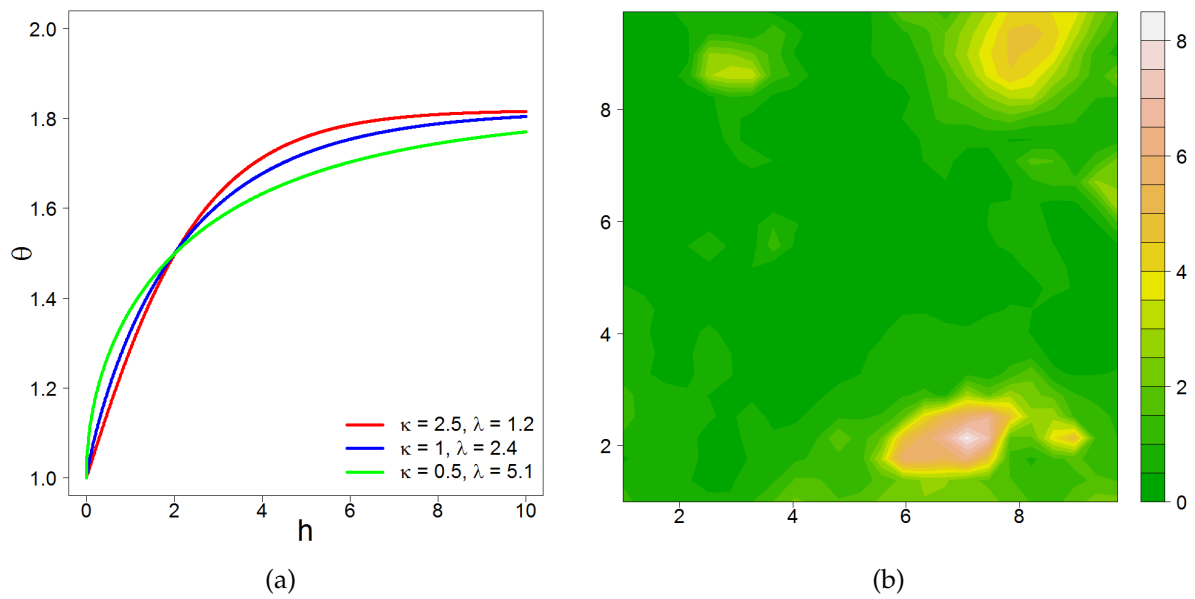 2.0
1.8
1.6
1.4
1.2
1.0
θ
0 2 4 6 8 10
h
κ = 2.5, λ = 1.2
κ = 1, λ = 2.4
κ = 0.5, λ = 5.1
(a)
8
6
4
2
2 4 6 8
8
6
4
2
0
(b)